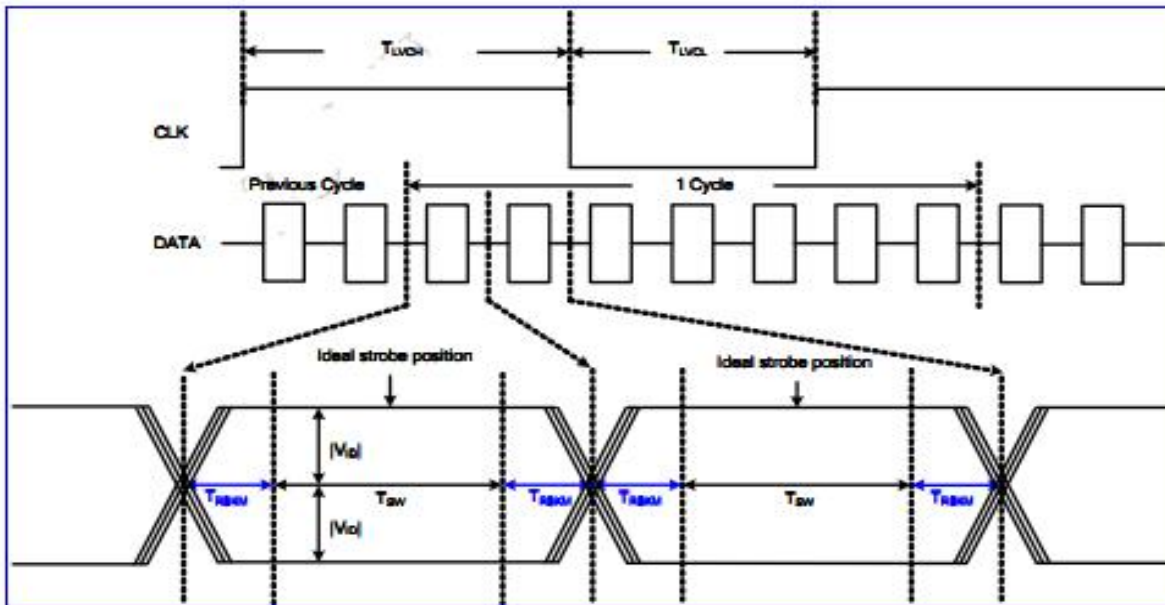 TLVCH TLVCL
CLK
Previous Cycle 1 Cycle
DATA
Ideal strobe position Ideal strobe position
|VID|
TRSKM TSW TRSKM TRSKM TSW TRSKM
|VID|